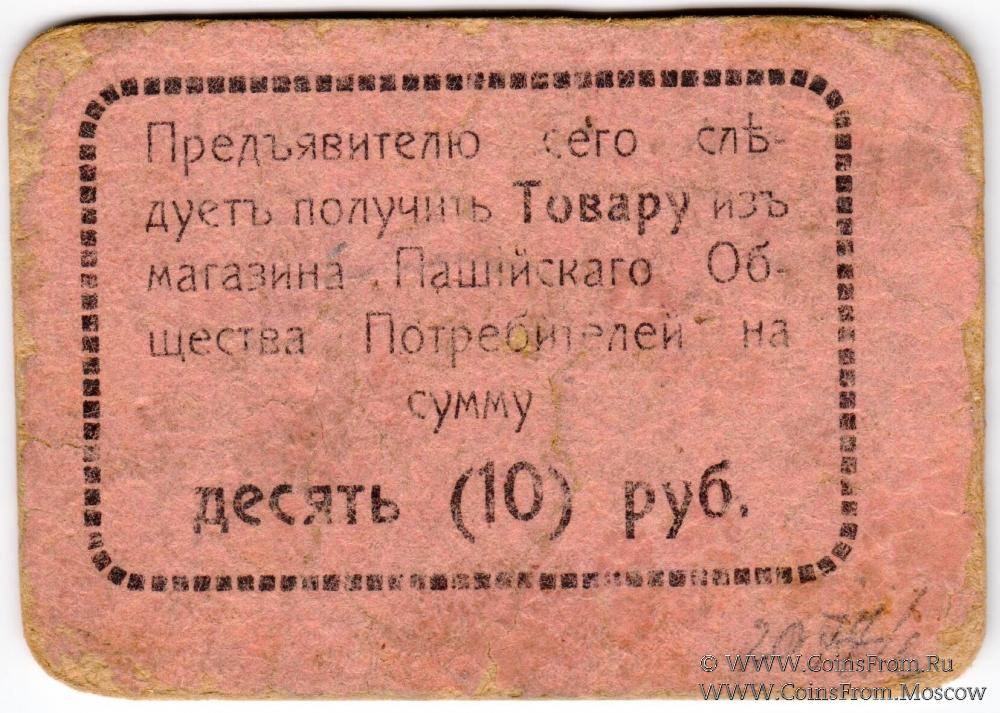 Предъявителю сего слѣ-
дуетъ получить Товару изъ
магазина Пашійскаго Об-
щества Потребителей на
сумму
десять (10) руб.
© WWW.CoinsFrom.Ru
WWW.CoinsFrom.Moscow